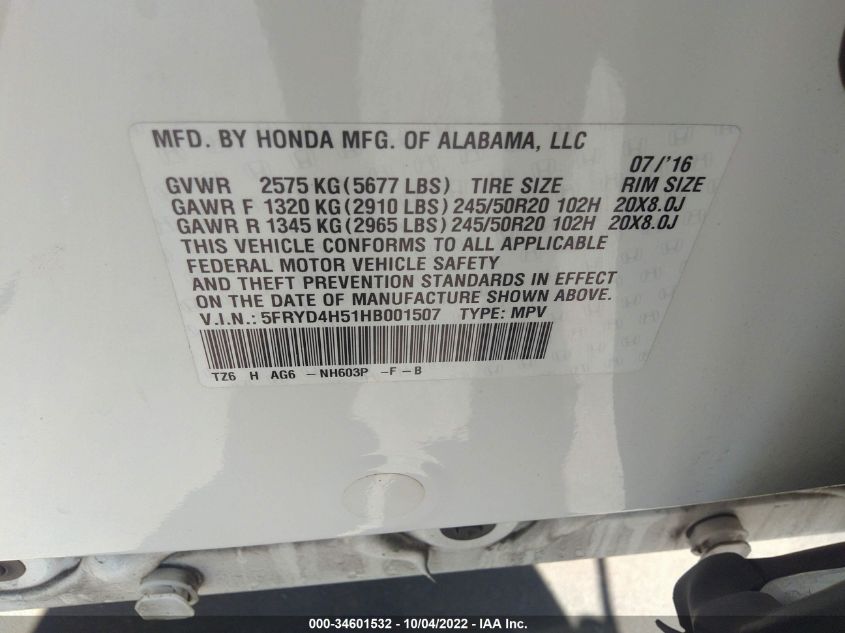 MFD. BY HONDA MFG. OF ALABAMA, LLC
07/'16
GVWR 2575 KG (5677 LBS) TIRE SIZE RIM SIZE
GAWR F 1320 KG (2910 LBS) 245/50R20 102H 20X8.0J
GAWR R 1345 KG (2965 LBS) 245/50R20 102H 20X8.0J
THIS VEHICLE CONFORMS TO ALL APPLICABLE
FEDERAL MOTOR VEHICLE SAFETY
AND THEFT PREVENTION STANDARDS IN EFFECT
ON THE DATE OF MANUFACTURE SHOWN ABOVE.
V.I.N.: 5FRYD4H51HB001507 TYPE: MPV
TZ6 H AG6 - NH603P -F-B
000-34601532 - 10/04/2022 - IAA Inc.